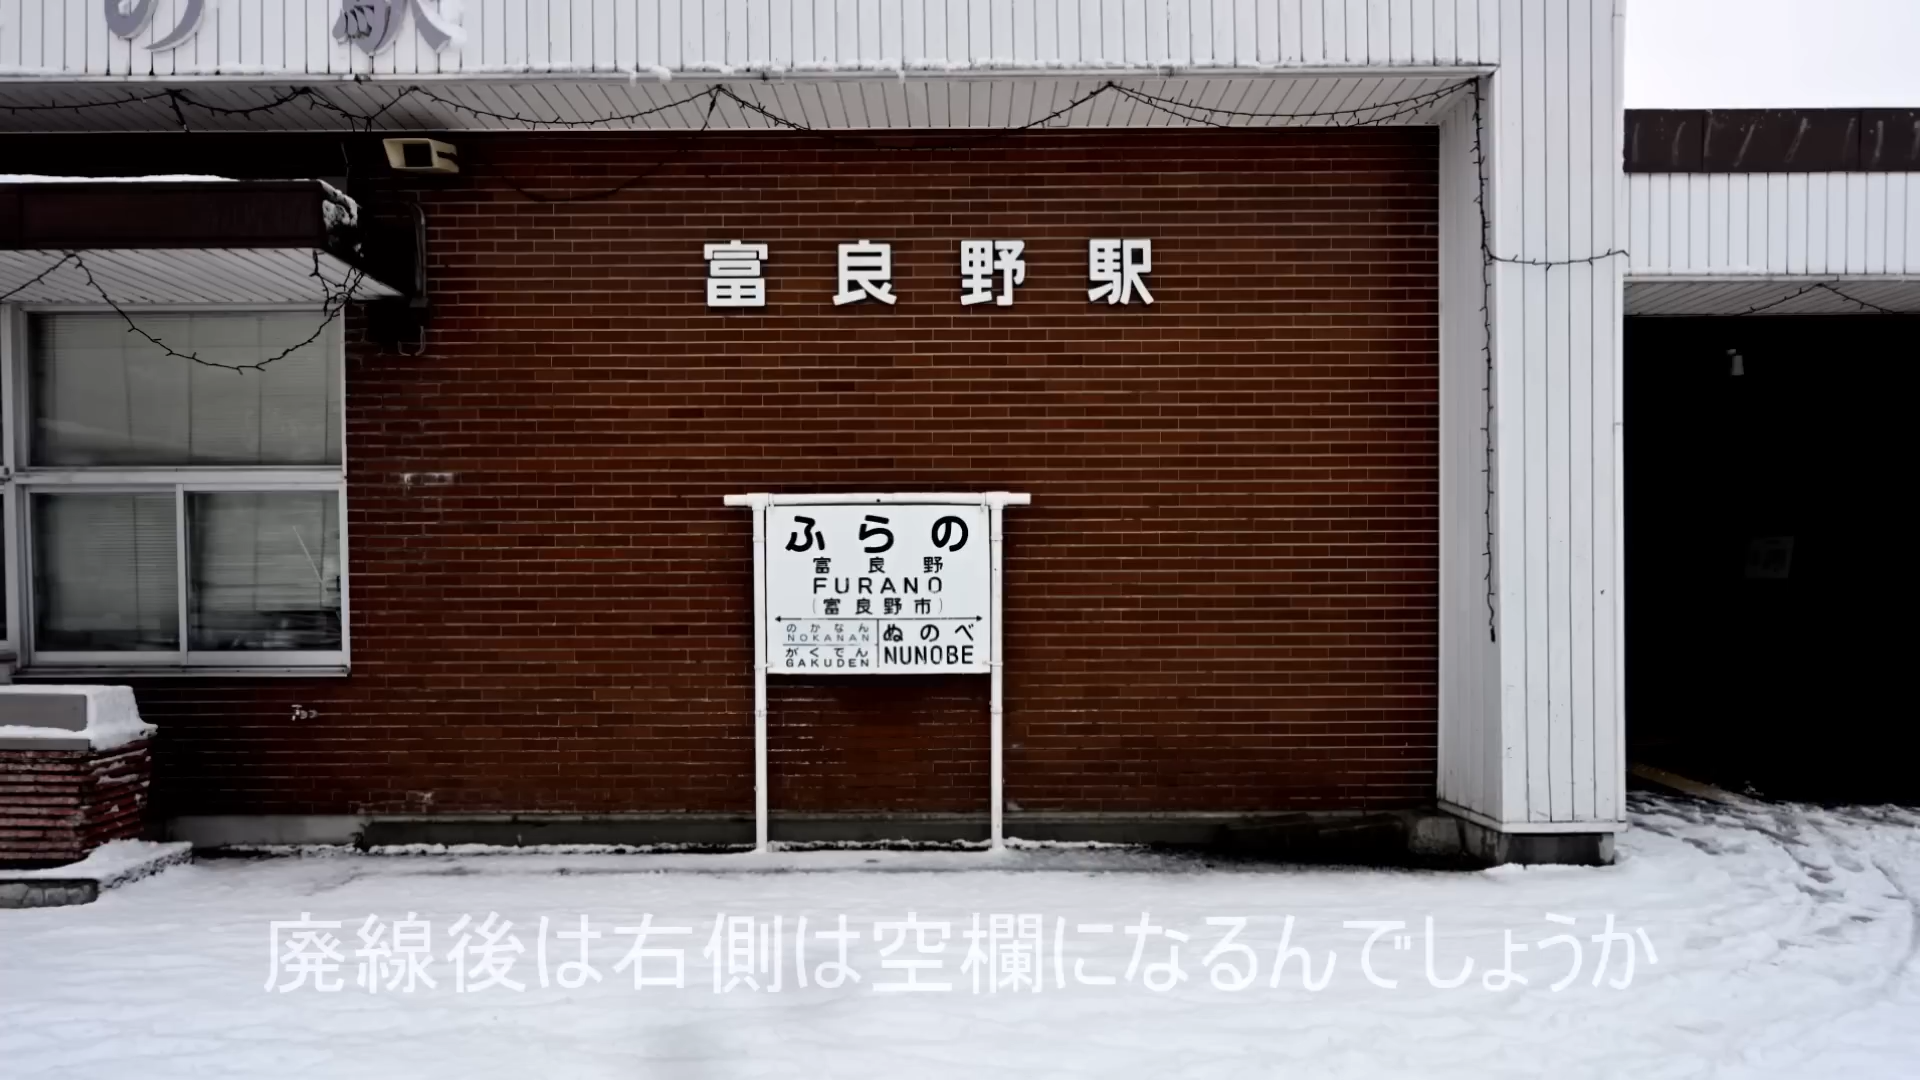 の駅
富良野駅
ふらの
富良野
FURANO
(富良野市)
のかなん
NOKANAN
がくでん
GAKUDEN
ぬのべ
NUNOBE
廃線後は右側は空欄になるんでしょうか